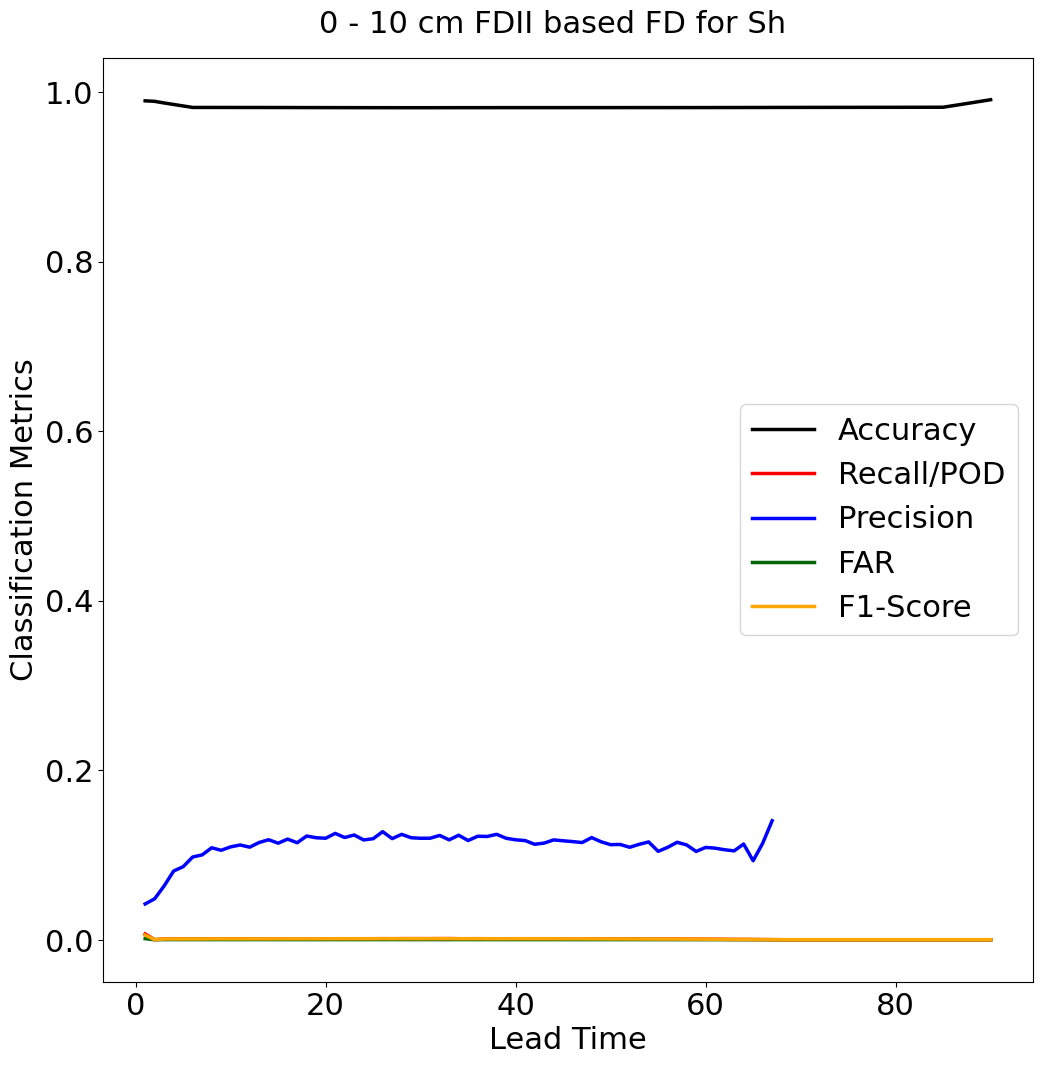 0 - 10 cm FDII based FD for Sh
Classification Metrics
1.0
0.8
0.6
0.4
0.2
0.0
Accuracy
Recall/POD
Precision
FAR
F1-Score
0 20 40 60 80
Lead Time